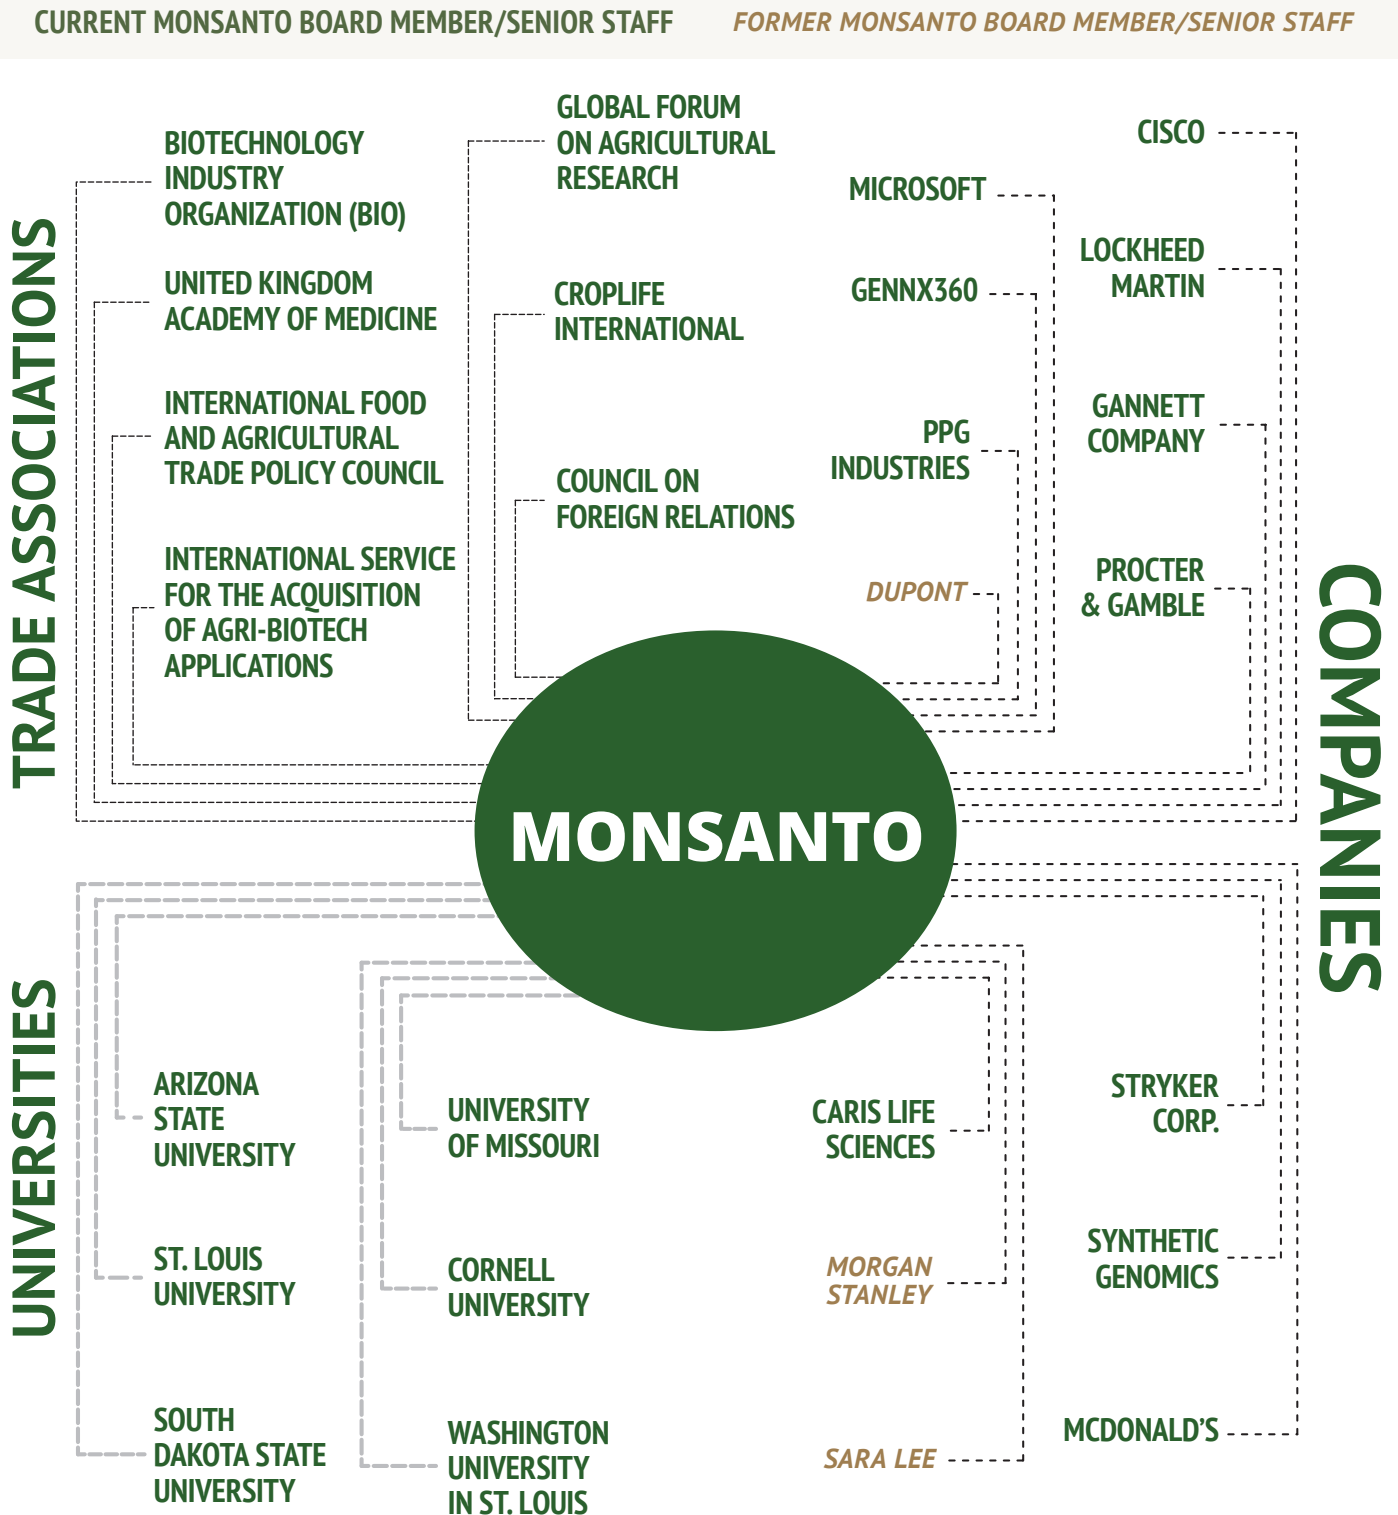 CURRENT MONSANTO BOARD MEMBER/SENIOR STAFF
FORMER MONSANTO BOARD MEMBER/SENIOR STAFF
TRADE ASSOCIATIONS
BIOTECHNOLOGY
INDUSTRY
ORGANIZATION (BIO)
UNITED KINGDOM
ACADEMY OF MEDICINE
INTERNATIONAL FOOD
AND AGRICULTURAL
TRADE POLICY COUNCIL
INTERNATIONAL SERVICE
FOR THE ACQUISITION
OF AGRI-BIOTECH
APPLICATIONS
GLOBAL FORUM
ON AGRICULTURAL
RESEARCH
CROPLIFE
INTERNATIONAL
COUNCIL ON
FOREIGN RELATIONS
MICROSOFT
GENNX360
PPG
INDUSTRIES
DUPONT
CISCO
LOCKHEED
MARTIN
GANNETT
COMPANY
PROCTER
& GAMBLE
COMPANIES
MONSANTO
UNIVERSITIES
ARIZONA
STATE
UNIVERSITY
ST. LOUIS
UNIVERSITY
SOUTH
DAKOTA STATE
UNIVERSITY
UNIVERSITY
OF MISSOURI
CORNELL
UNIVERSITY
WASHINGTON
UNIVERSITY
IN ST. LOUIS
CARIS LIFE
SCIENCES
MORGAN
STANLEY
SARA LEE
STRYKER
CORP.
SYNTHETIC
GENOMICS
MCDONALD'S